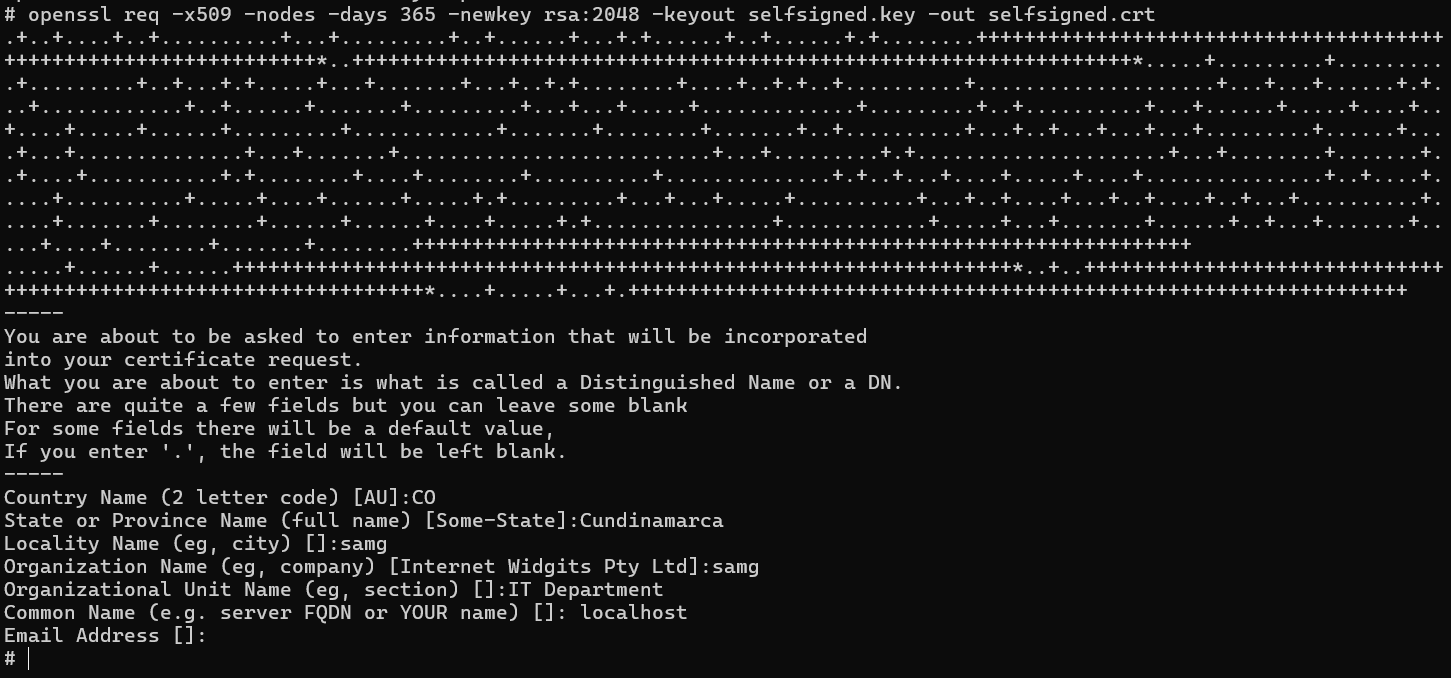 # openssl req -x509 -nodes -days 365 -newkey rsa:2048 -keyout selfsigned.key -out selfsigned.crt
-----
You are about to be asked to enter information that will be incorporated
into your certificate request.
What you are about to enter is what is called a Distinguished Name or a DN.
There are quite a few fields but you can leave some blank
For some fields there will be a default value,
If you enter '.', the field will be left blank.
-----
Country Name (2 letter code) [AU]:CO
State or Province Name (full name) [Some-State]:Cundinamarca
Locality Name (eg, city) []:samg
Organization Name (eg, company) [Internet Widgits Pty Ltd]:samg
Organizational Unit Name (eg, section) []:IT Department
Common Name (e.g. server FQDN or YOUR name) []: localhost
Email Address []:
#